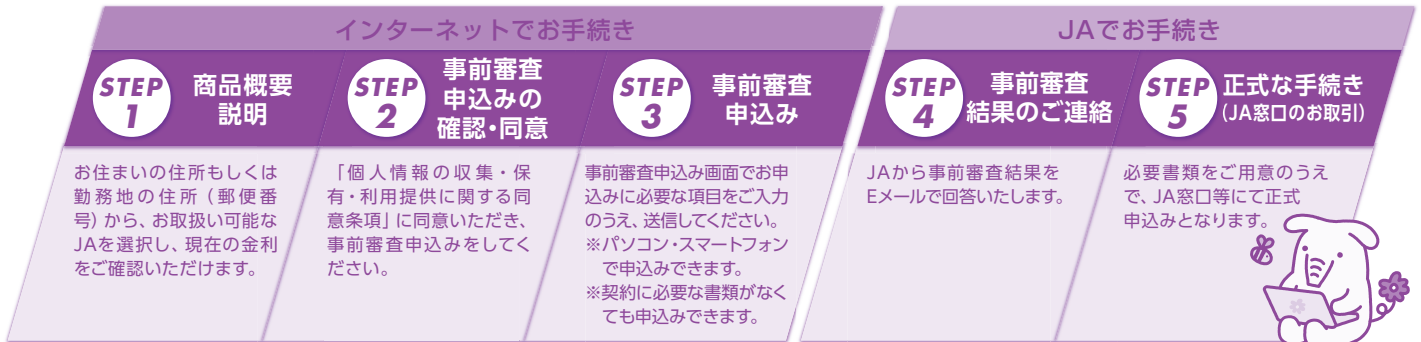 インターネットでお手続き
STEP
1
商品概要
説明
お住まいの住所もしくは
勤務地の住所（郵便番
号）から、お取扱い可能な
JAを選択し、現在の金利
をご確認いただけます。
STEP
2
事前審査
申込みの
確認・同意
「個人情報の収集・保
有・利用提供に関する同
意条項」に同意いただき、
事前審査申込みをしてく
ださい。
STEP
3
事前審査
申込み
事前審査申込み画面でお申
込みに必要な項目をご入力
のうえ、送信してください。
※パソコン・スマートフォン
で申込みできます。
※契約に必要な書類がなく
ても申込みできます。
JAでお手続き
STEP
4
事前審査
結果のご連絡
JAから事前審査結果を
Eメールで回答いたします。
STEP
5
正式な手続き
（JA窓口のお取引）
必要書類をご用意のうえ
で、JA窓口等にて正式
申込みとなります。